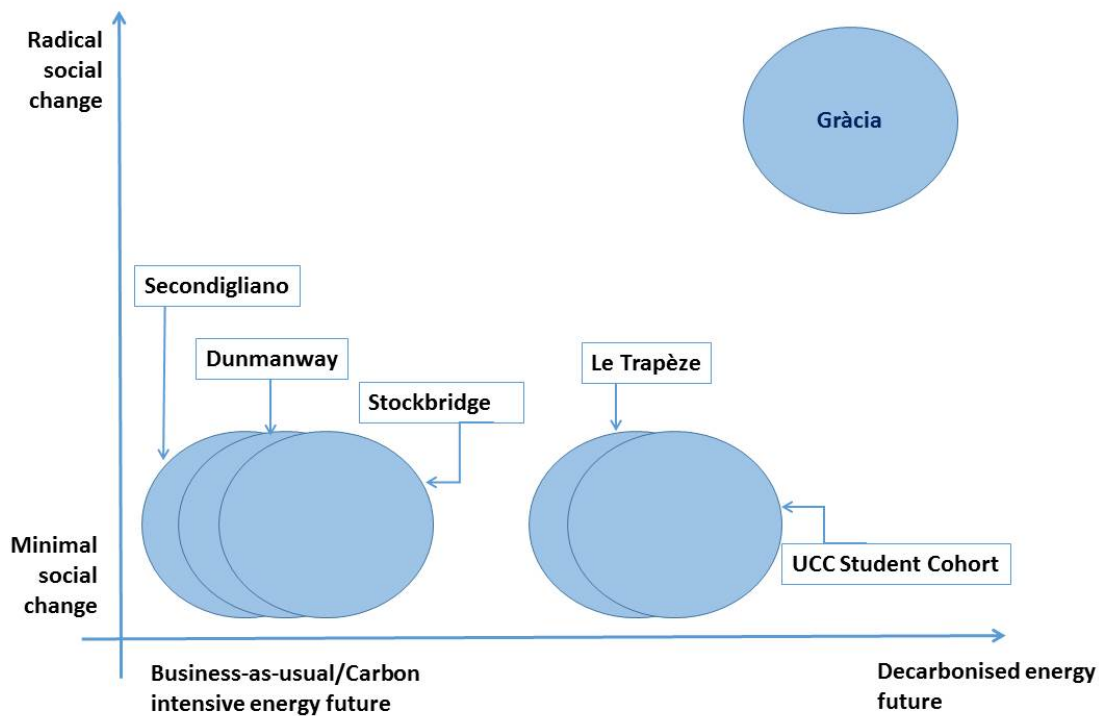 Radical
social
change
Gràcia
Secondigliano
Dunmanway
Le Trapèze
Stockbridge
Minimal
social
change
UCC Student Cohort
Business-as-usual/Carbon
intensive energy future
Decarbonised energy
future